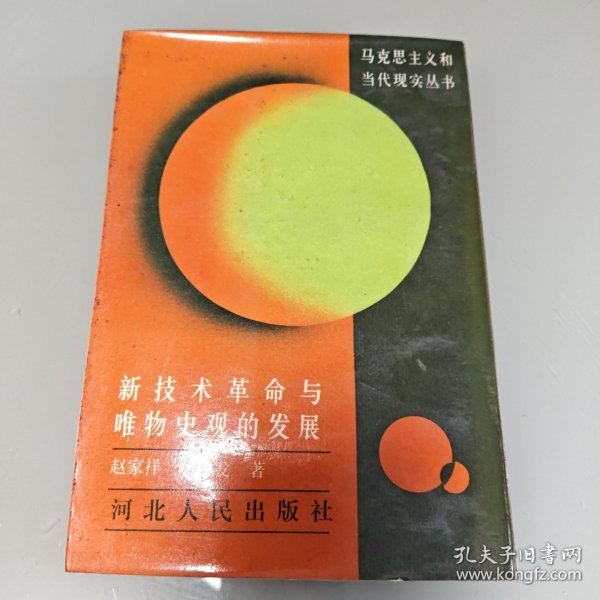 马克思主义和
当代现实丛书
新技术革命与
唯物史观的发展
赵家祥 著
河北人民出版社
孔夫子旧书网
www.kongfz.com